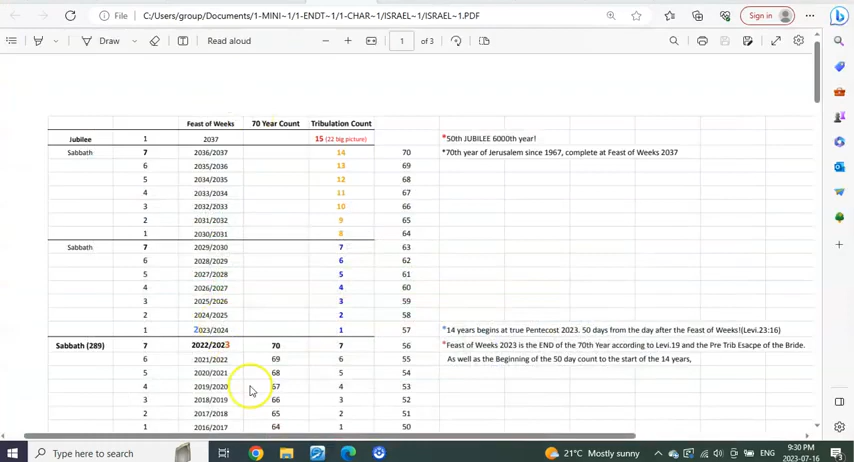 File C:/Users/group/Documents/1-MINI~1/1-ENDT~1/1-CHAR~1/ISRAEL~1/ISRAEL~1.PDF Sign in
Draw Read aloud 1 of 3
Feast of Weeks 70 Year Count Tribulation Count
Jubilee 1 2037 15 (22 big picture) *50th JUBILEE 6000th year!
Sabbath 7 2036/2037 14 70 *70th year of Jerusalem since 1967, complete at Feast of Weeks 2037
6 2035/2036 13 69
5 2034/2035 12 68
4 2033/2034 11 67
3 2032/2033 10 66
2 2031/2032 9 65
1 2030/2031 8 64
Sabbath 7 2029/2030 7 63
6 2028/2029 6 62
5 2027/2028 5 61
4 2026/2027 4 60
3 2025/2026 3 59
2 2024/2025 2 58
1 2023/2024 1 57 *14 years begins at true Pentecost 2023. 50 days from the day after the Feast of Weeks!(Levi.23:16)
Sabbath (289) 7 2022/2023 70 7 56 *Feast of Weeks 2023 is the END of the 70th Year according to Levi.19 and the Pre Trib Esacpe of the Bride.
6 2021/2022 69 6 55 As well as the Beginning of the 50 day count to the start of the 14 years,
5 2020/2021 68 5 54
4 2019/2020 67 4 53
3 2018/2019 66 3 52
2 2017/2018 65 2 51
1 2016/2017 64 1 50
Type here to search 21°C Mostly sunny ENG 9:30 PM
2023-07-16